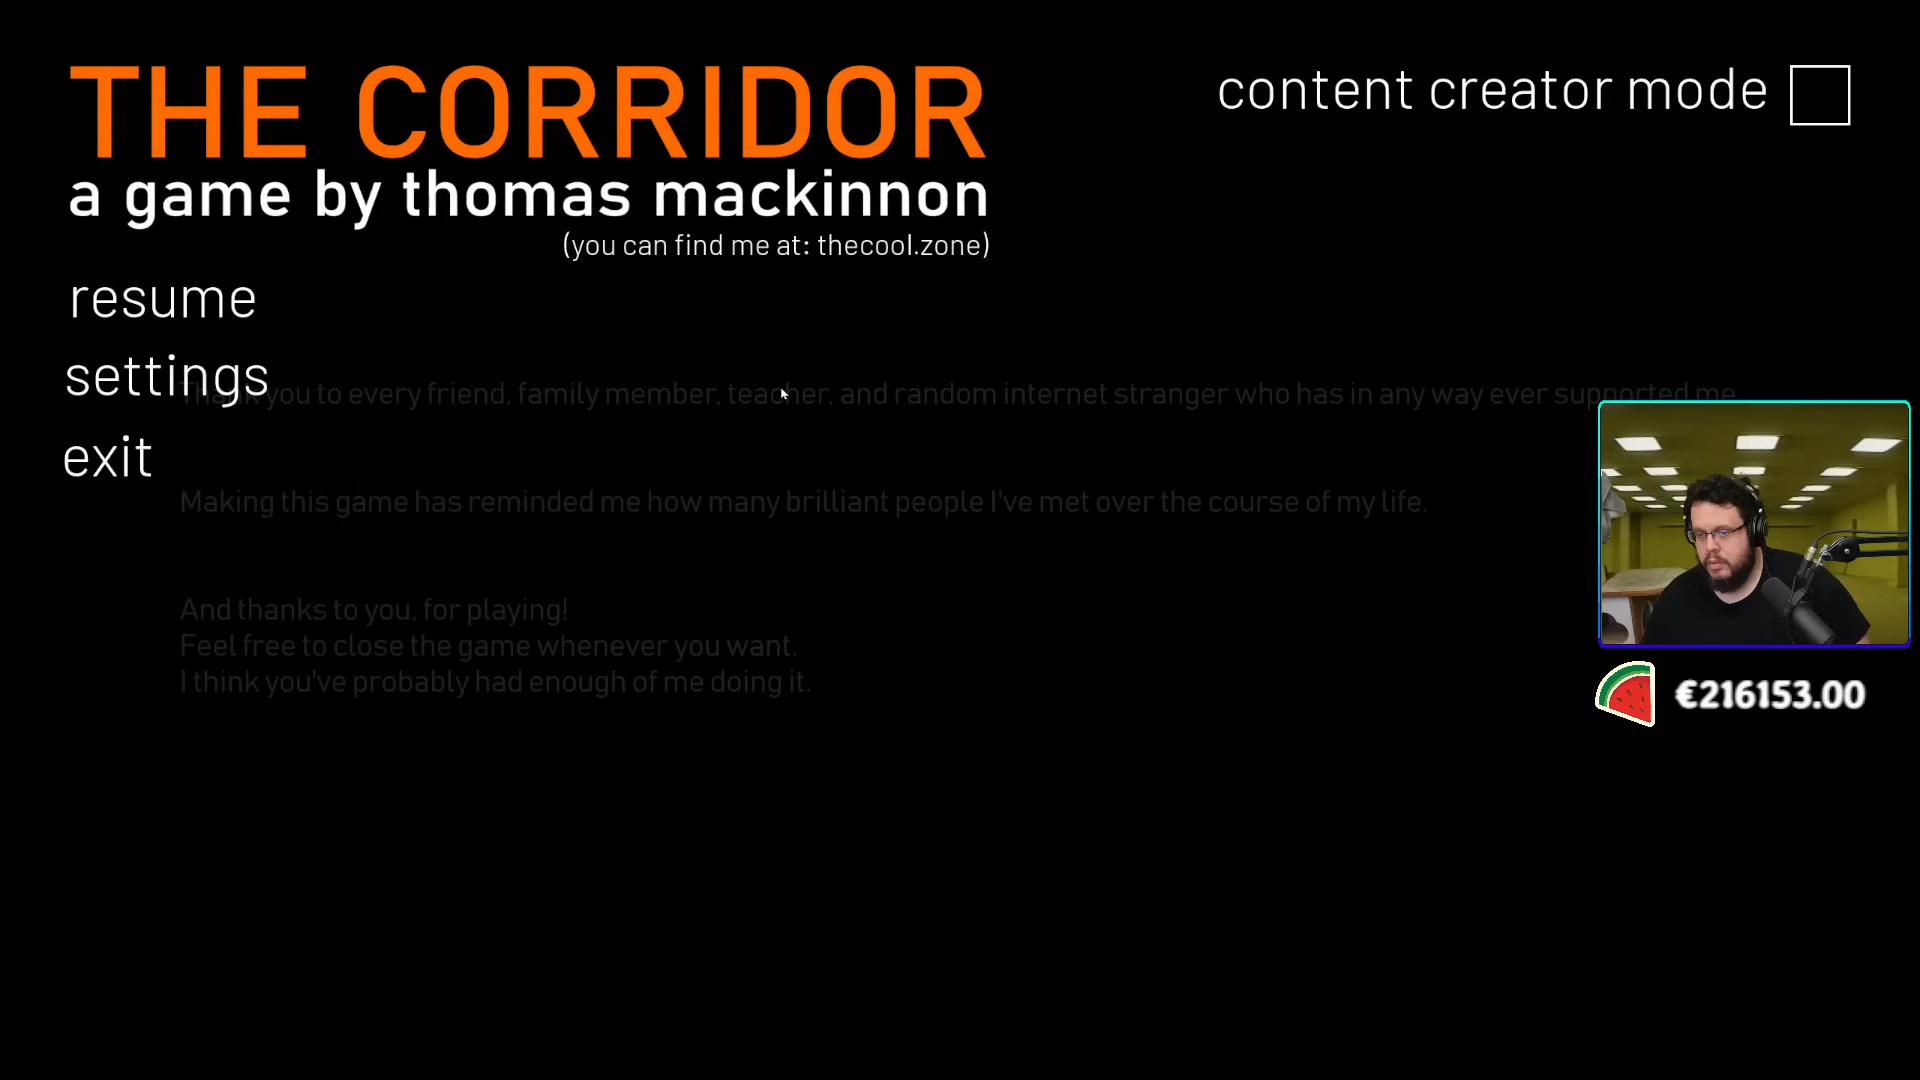 THE CORRIDOR
a game by thomas mackinnon
(you can find me at: thecool.zone)
content creator mode
resume
settings
exit
Thank you to every friend, family member, teacher, and random internet stranger who has in any way ever supported me
Making this game has reminded me how many brilliant people I've met over the course of my life.
And thanks to you, for playing!
Feel free to close the game whenever you want.
I think you've probably had enough of me doing it.
€216153.00